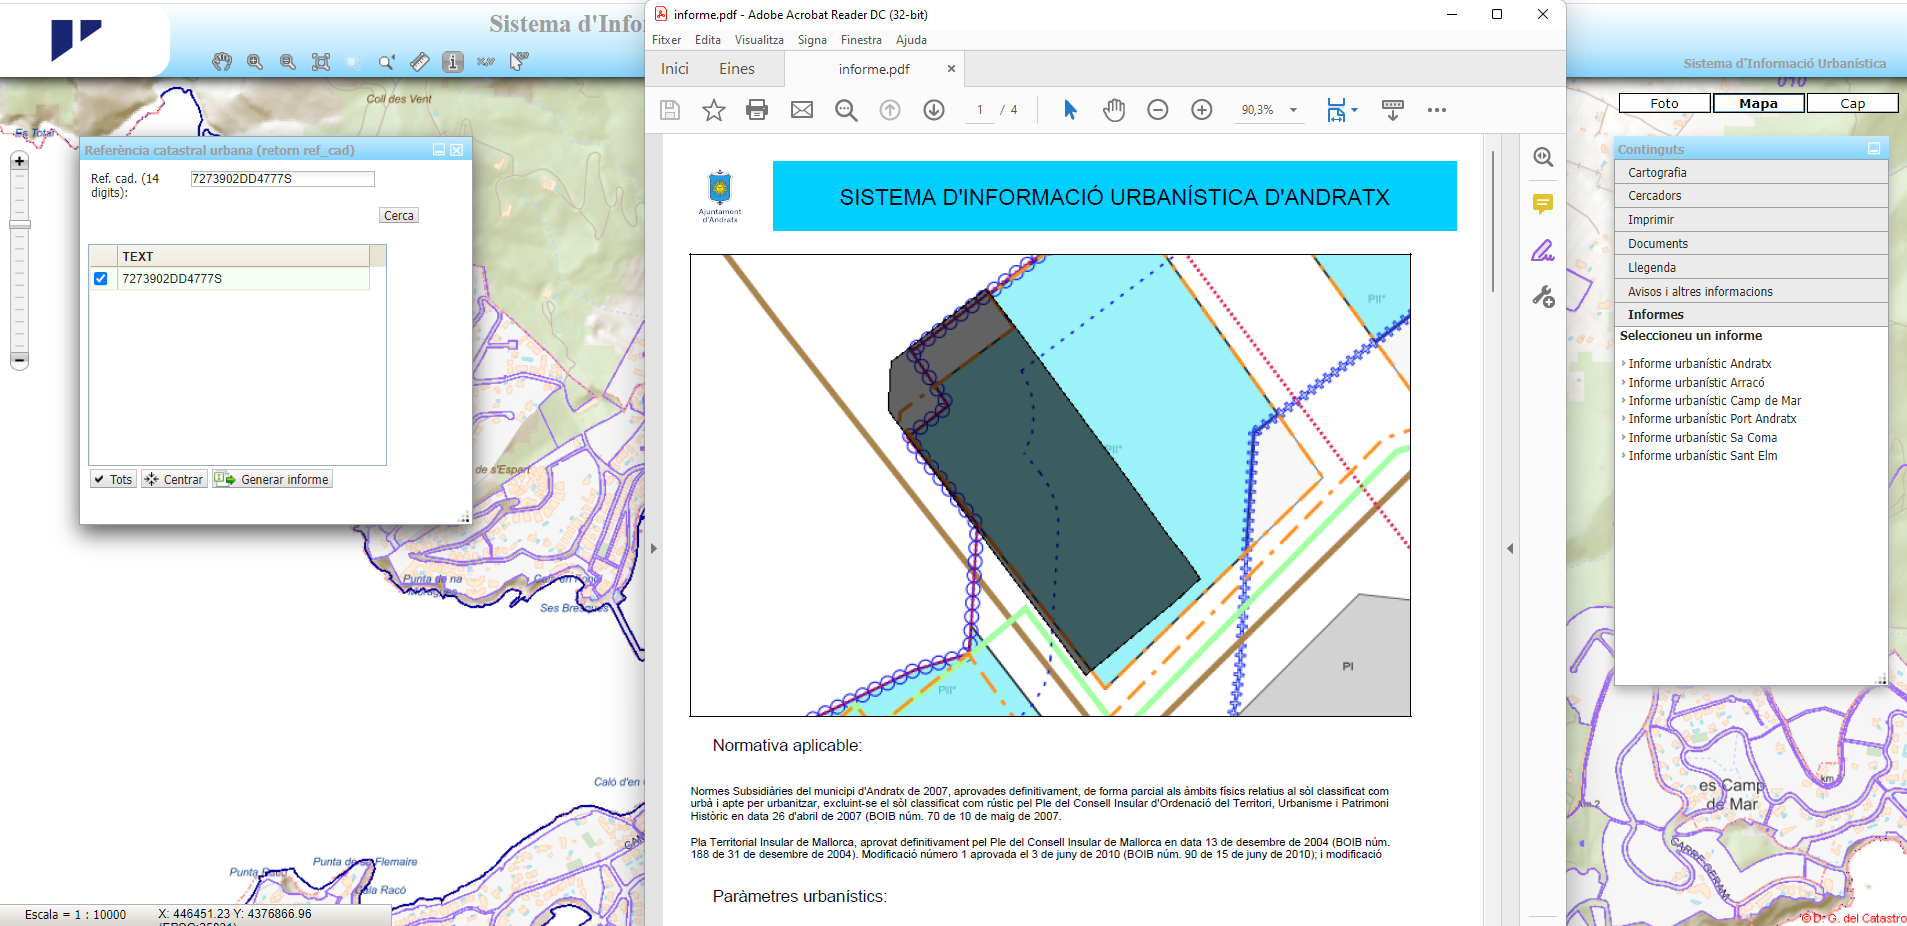 Sistema d'Info
Coll des Vent
Es Totai
Referència catastral urbana (retorn ref_cad)
Ref. cad. (14
digits):
7273902DD4777S
Cerca
TEXT
7273902DD4777S
Tots
Centrar
Generar informe
de s'Espart
Punta de na
Ses Bresques
Caló d'en
Punta de sa Flemaire
Cala Racó
Escala = 1 : 10000
X: 446451.23 Y: 4376866.96
informe.pdf - Adobe Acrobat Reader DC (32-bit)
Fitxer Edita Visualitza Signa Finestra Ajuda
Inici Eines informe.pdf
1 / 4
90,3%
Ajuntament
d'Andratx
SISTEMA D'INFORMACIÓ URBANÍSTICA D'ANDRATX
PII*
PII*
PII*
PI
Normativa aplicable:
Normes Subsidiàries del municipi d'Andratx de 2007, aprovades definitivament, de forma parcial als àmbits físics relatius al sòl classificat com
urbà i apte per urbanitzar, excluint-se el sòl classificat com rústic pel Ple del Consell Insular d'Ordenació del Territori, Urbanisme i Patrimoni
Històric en data 26 d'abril de 2007 (BOIB núm. 70 de 10 de maig de 2007.
Pla Territorial Insular de Mallorca, aprovat definitivament pel Ple del Consell Insular de Mallorca en data 13 de desembre de 2004 (BOIB núm.
188 de 31 de desembre de 2004). Modificació número 1 aprovada el 3 de juny de 2010 (BOIB núm. 90 de 15 de juny de 2010); i modificació
Paràmetres urbanístics:
Sistema d'Informació Urbanística
Foto Mapa Cap
Continguts
Cartografia
Cercadors
Imprimir
Documents
Llegenda
Avisos i altres informacions
Informes
Seleccioneu un informe
Informe urbanístic Andratx
Informe urbanístic Arracó
Informe urbanístic Camp de Mar
Informe urbanístic Port Andratx
Informe urbanístic Sa Coma
Informe urbanístic Sant Elm
km
es Camp
de Mar
km 2
© D. G. del Catastro